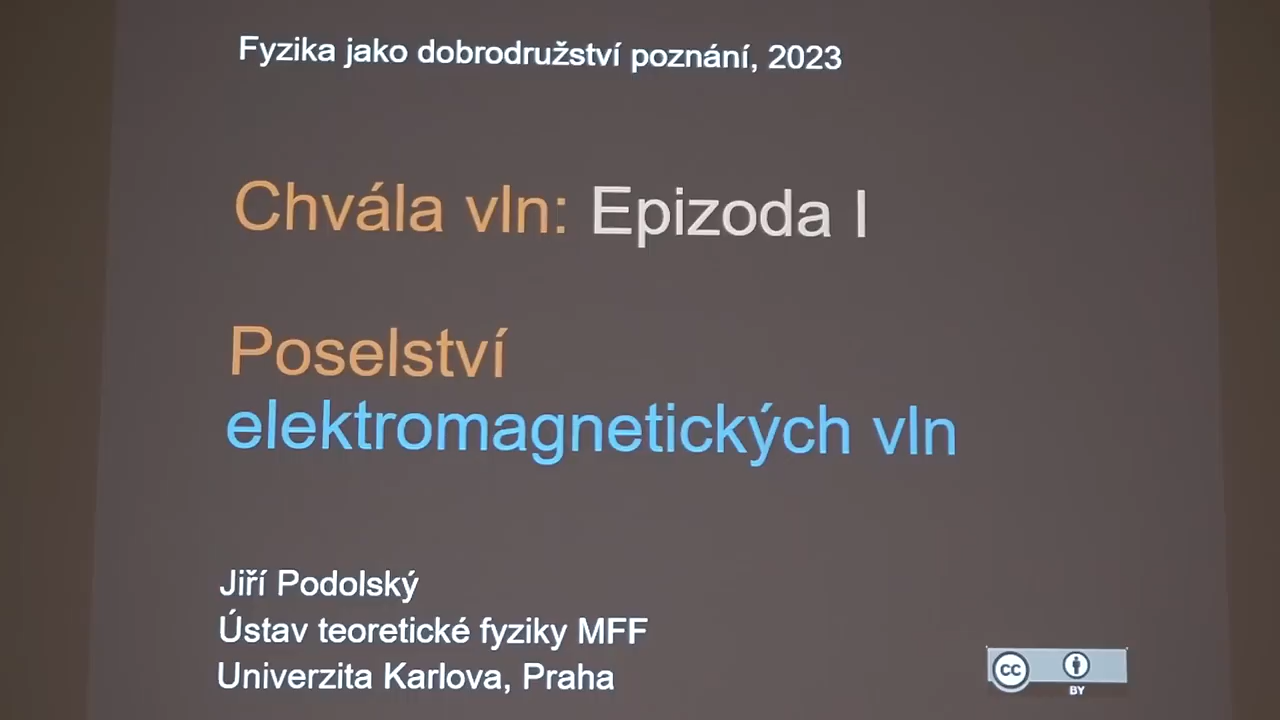 Fyzika jako dobrodružství poznání, 2023
Chvála vln: Epizoda I
Poselství
elektromagnetických vln
Jiří Podolský
Ústav teoretické fyziky MFF
Univerzita Karlova, Praha
cc
BY